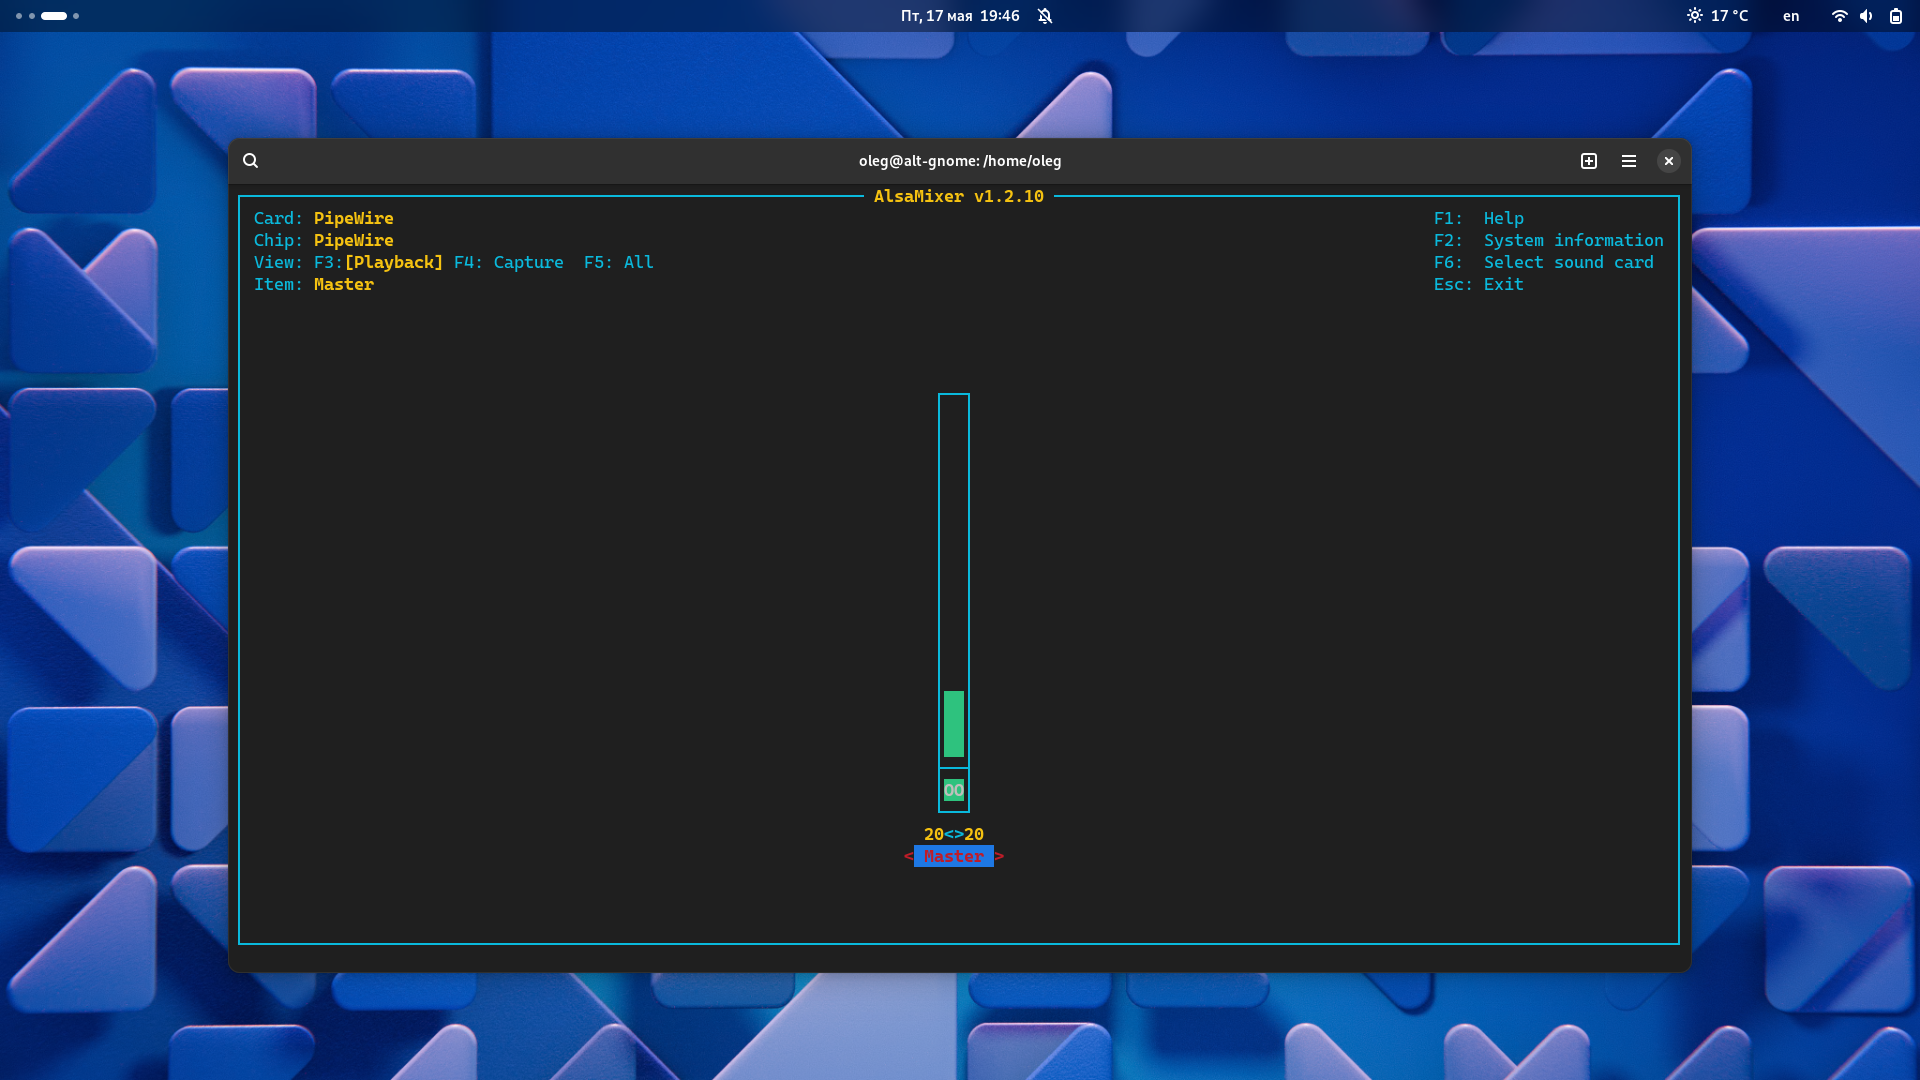 Пт, 17 мая 19:46
17 °C
en
oleg@alt-gnome: /home/oleg
AlsaMixer v1.2.10
Card: PipeWire
F1: Help
Chip: PipeWire
F2: System information
View: F3:[Playback] F4: Capture F5: All
F6: Select sound card
Item: Master
Esc: Exit
OO
20<>20
< Master >